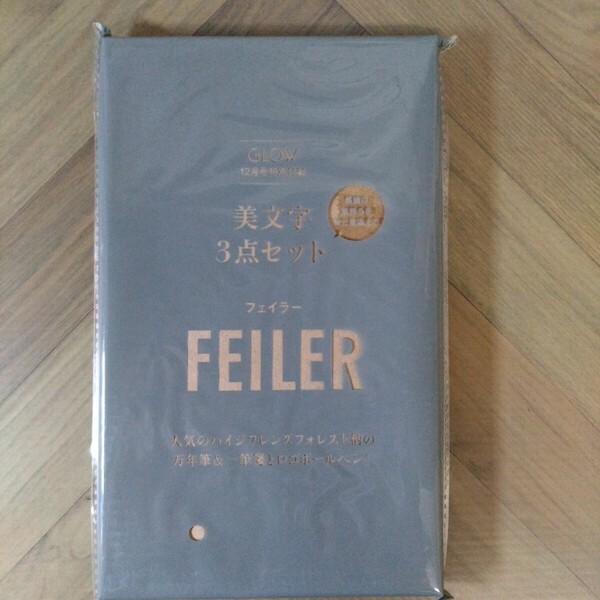 GLOW
12月号特別付録
美文字
3点セット
フェイラー
FEILER
人気のハイジフレンヅフォレスト柄の
万年筆&一筆箋とロゴボールペン